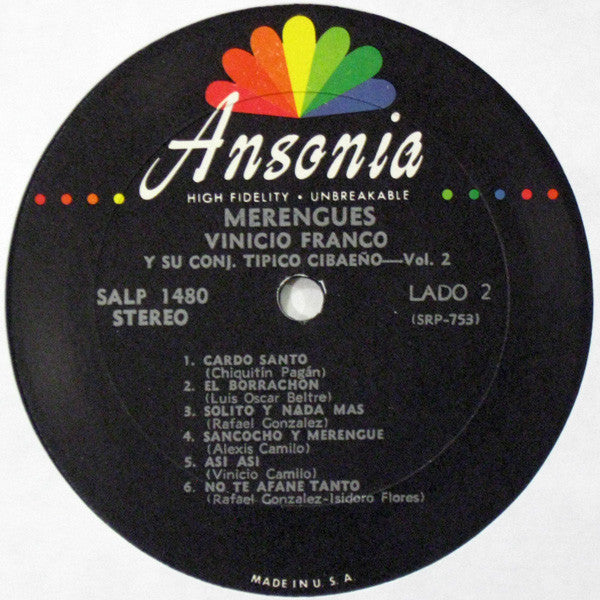 Ansonia
HIGH FIDELITY • UNBREAKABLE
MERENGUES
VINICIO FRANCO
Y SU CONJ. TIPICO CIBAEÑO—Vol. 2
SALP 1480
STEREO
LADO 2
(SRP-753)
1. CARDO SANTO
(Chiquitín Pagán)
2. EL BORRACHON
(Luis Oscar Beltre)
3. SOLITO Y NADA MAS
(Rafael Gonzalez)
4. SANCOCHO Y MERENGUE
(Alexis Camilo)
5. ASI ASI
(Vinicio Camilo)
6. NO TE AFANE TANTO
(Rafael Gonzalez-Isidoro Flores)
MADE IN U. S. A.